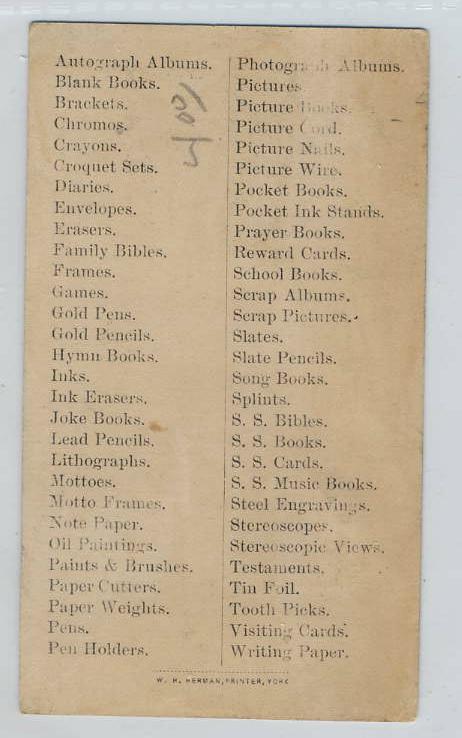 Autograph Albums.
Blank Books.
Brackets.
Chromos.
Crayons.
Croquet Sets.
Diaries.
Envelopes.
Erasers.
Family Bibles.
Frames.
Games.
Gold Pens.
Gold Pencils.
Hymn Books.
Inks.
Ink Erasers.
Joke Books.
Lead Pencils.
Lithographs.
Mottoes.
Motto Frames.
Note Paper.
Oil Paintings.
Paints & Brushes.
Paper Cutters.
Paper Weights.
Pens.
Pen Holders.
Photograph Albums.
Pictures
Picture Books.
Picture Cord.
Picture Nails.
Picture Wire.
Pocket Books.
Pocket Ink Stands.
Prayer Books.
Reward Cards.
School Books.
Scrap Albums.
Scrap Pictures.
Slates.
Slate Pencils.
Song Books.
Splints.
S. S. Bibles.
S. S. Books.
S. S. Cards.
S. S. Music Books.
Steel Engravings.
Stereoscopes.
Stereoscopic Views.
Testaments.
Tin Foil.
Tooth Picks.
Visiting Cards.
Writing Paper.
W. H. HERMAN, PRINTER, YORK